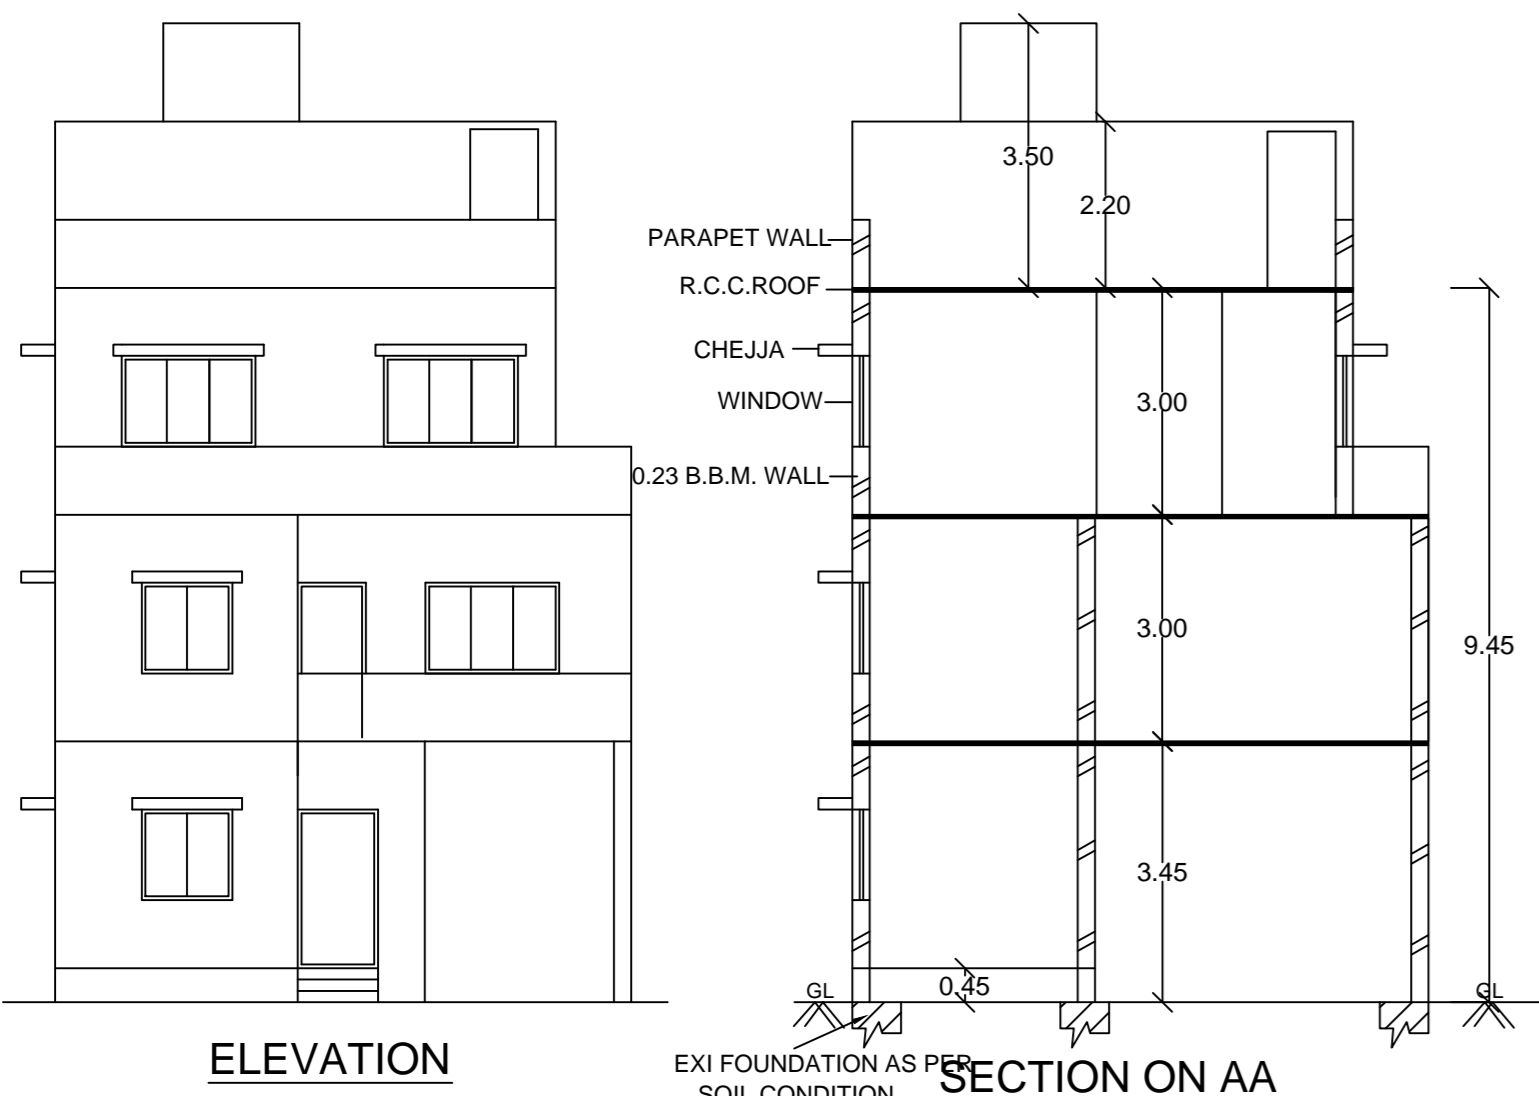 3.50
2.20
PARAPET WALL
R.C.C.ROOF
CHEJJA
WINDOW
3.00
0.23 B.B.M. WALL
3.00
9.45
3.45
0.45
GL
GL
ELEVATION
EXI FOUNDATION AS PER
SOIL CONDITION
SECTION ON AA